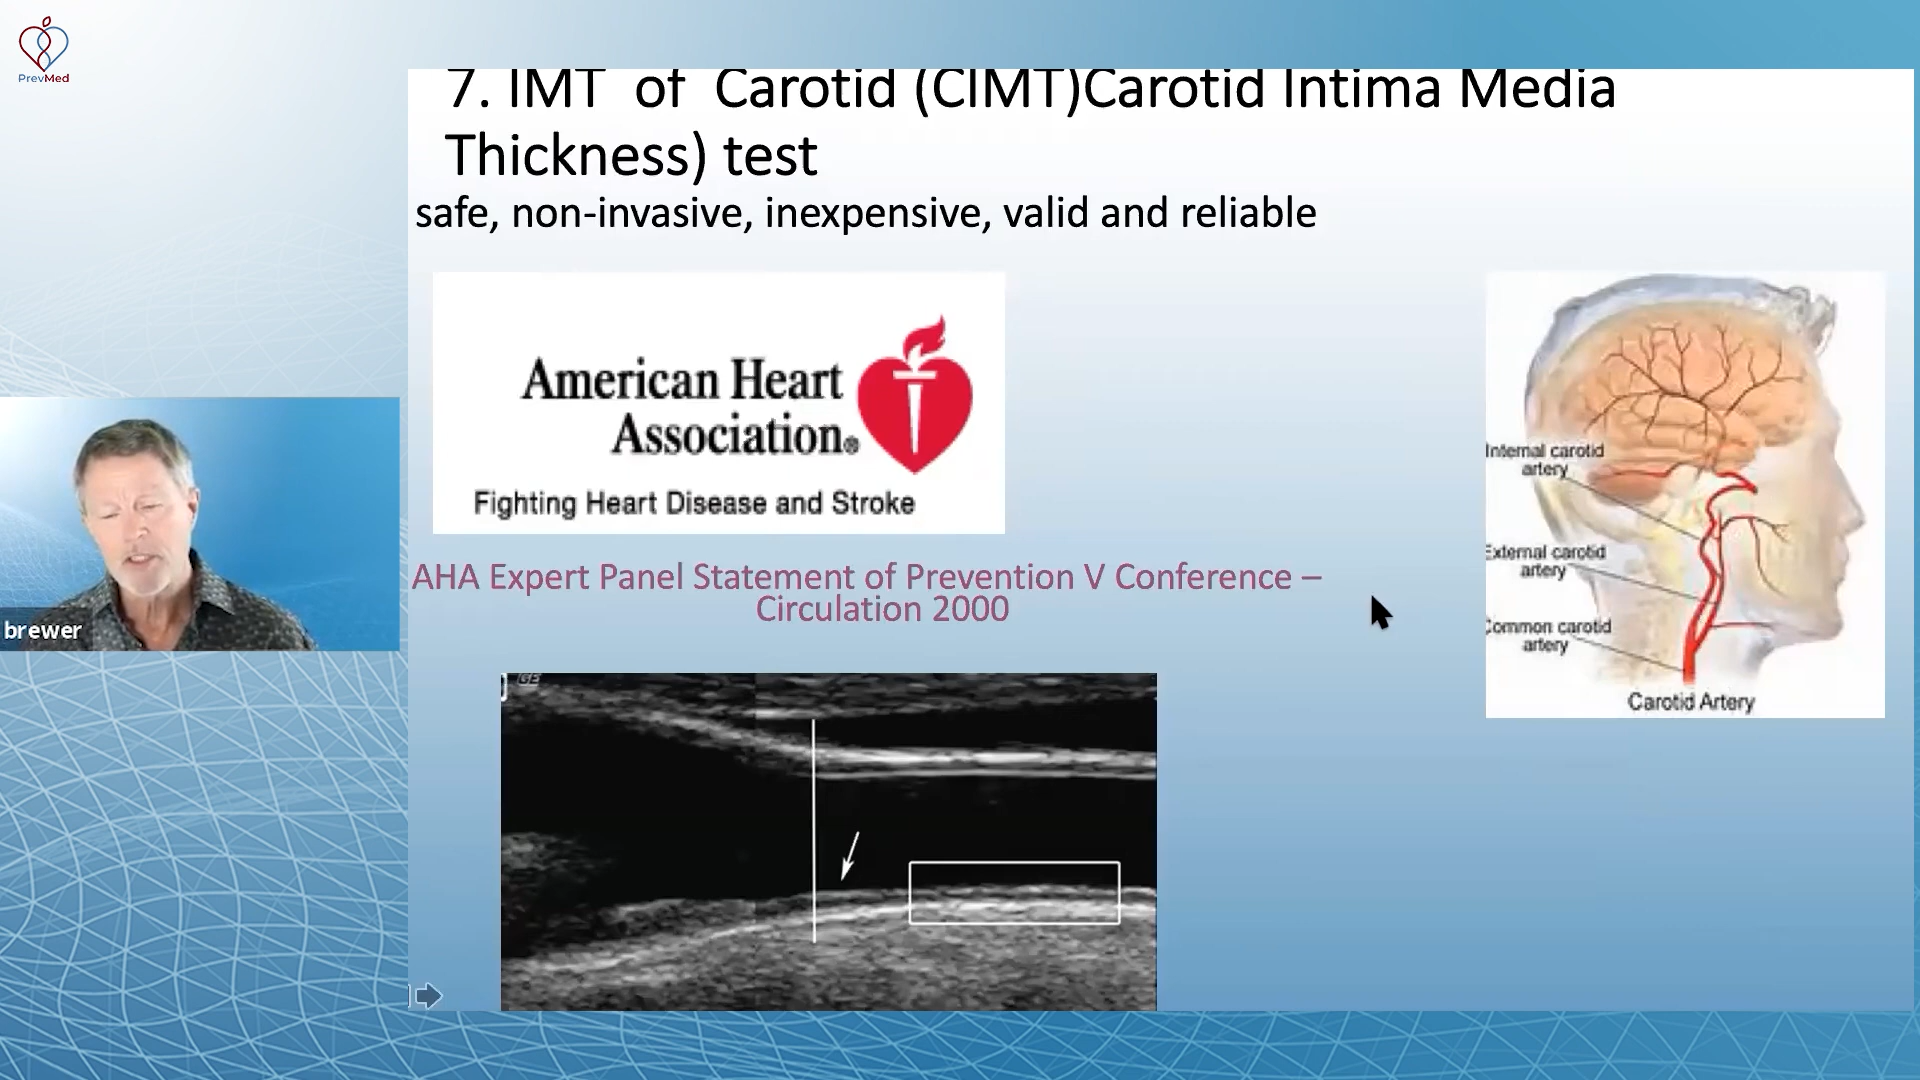 PrevMed
7. IMT of Carotid (CIMT)Carotid Intima Media
Thickness) test
safe, non-invasive, inexpensive, valid and reliable
American Heart
Association®
Fighting Heart Disease and Stroke
AHA Expert Panel Statement of Prevention V Conference –
Circulation 2000
Internal carotid
artery
External carotid
artery
Common carotid
artery
Carotid Artery
brewer
GE